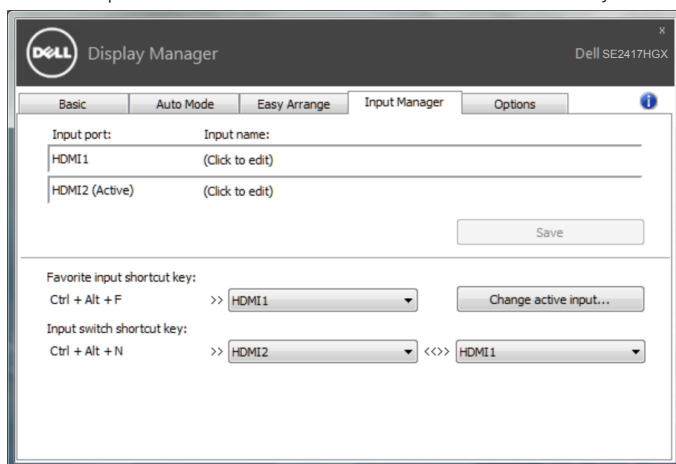 x
DELL Display Manager Dell SE2417HGX
Basic Auto Mode Easy Arrange Input Manager Options i
Input port: Input name:
HDMI1 (Click to edit)
HDMI2 (Active) (Click to edit)
Save
Favorite input shortcut key:
Ctrl + Alt + F >> HDMI1 Change active input...
Input switch shortcut key:
Ctrl + Alt + N >> HDMI2 <<>> HDMI1